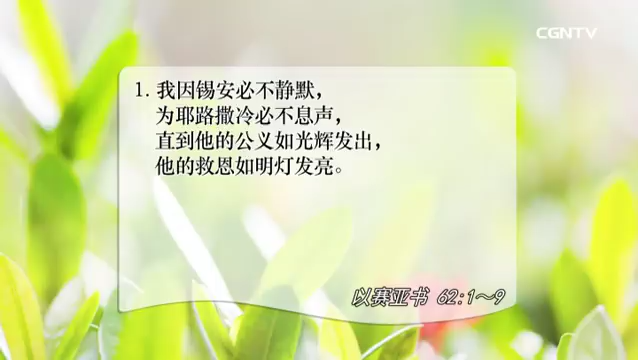 CGNTV
1. 我因锡安必不静默，
为耶路撒冷必不息声，
直到他的公义如光辉发出，
他的救恩如明灯发亮。
以赛亚书 62:1～9